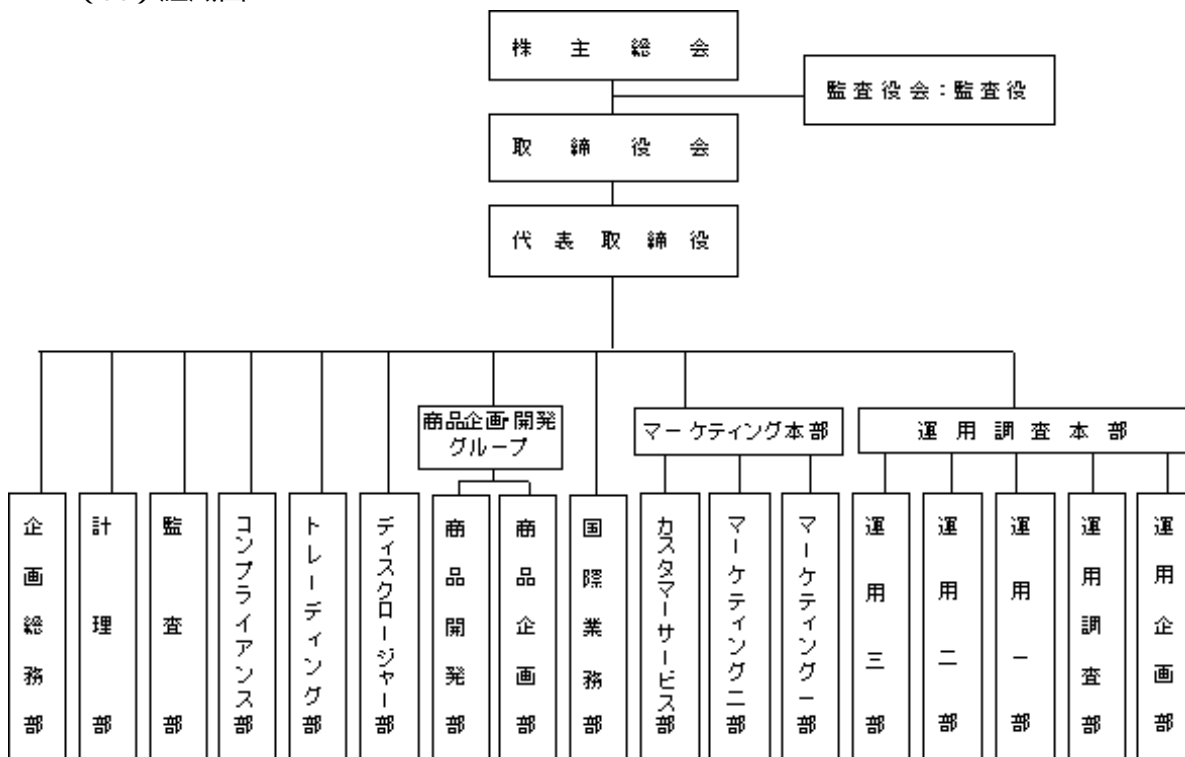 株主総会
監査役会：監査役
取締役会
代表取締役
商品企画・開発
グループ
マーケティング本部
運用調査本部
企画総務部
計理部
監査部
コンプライアンス部
トレーディング部
ディスクロージャー部
商品開発部
商品企画部
国際業務部
カスタマーサービス部
マーケティング二部
マーケティング一部
運用三部
運用二部
運用一部
運用調査部
運用企画部